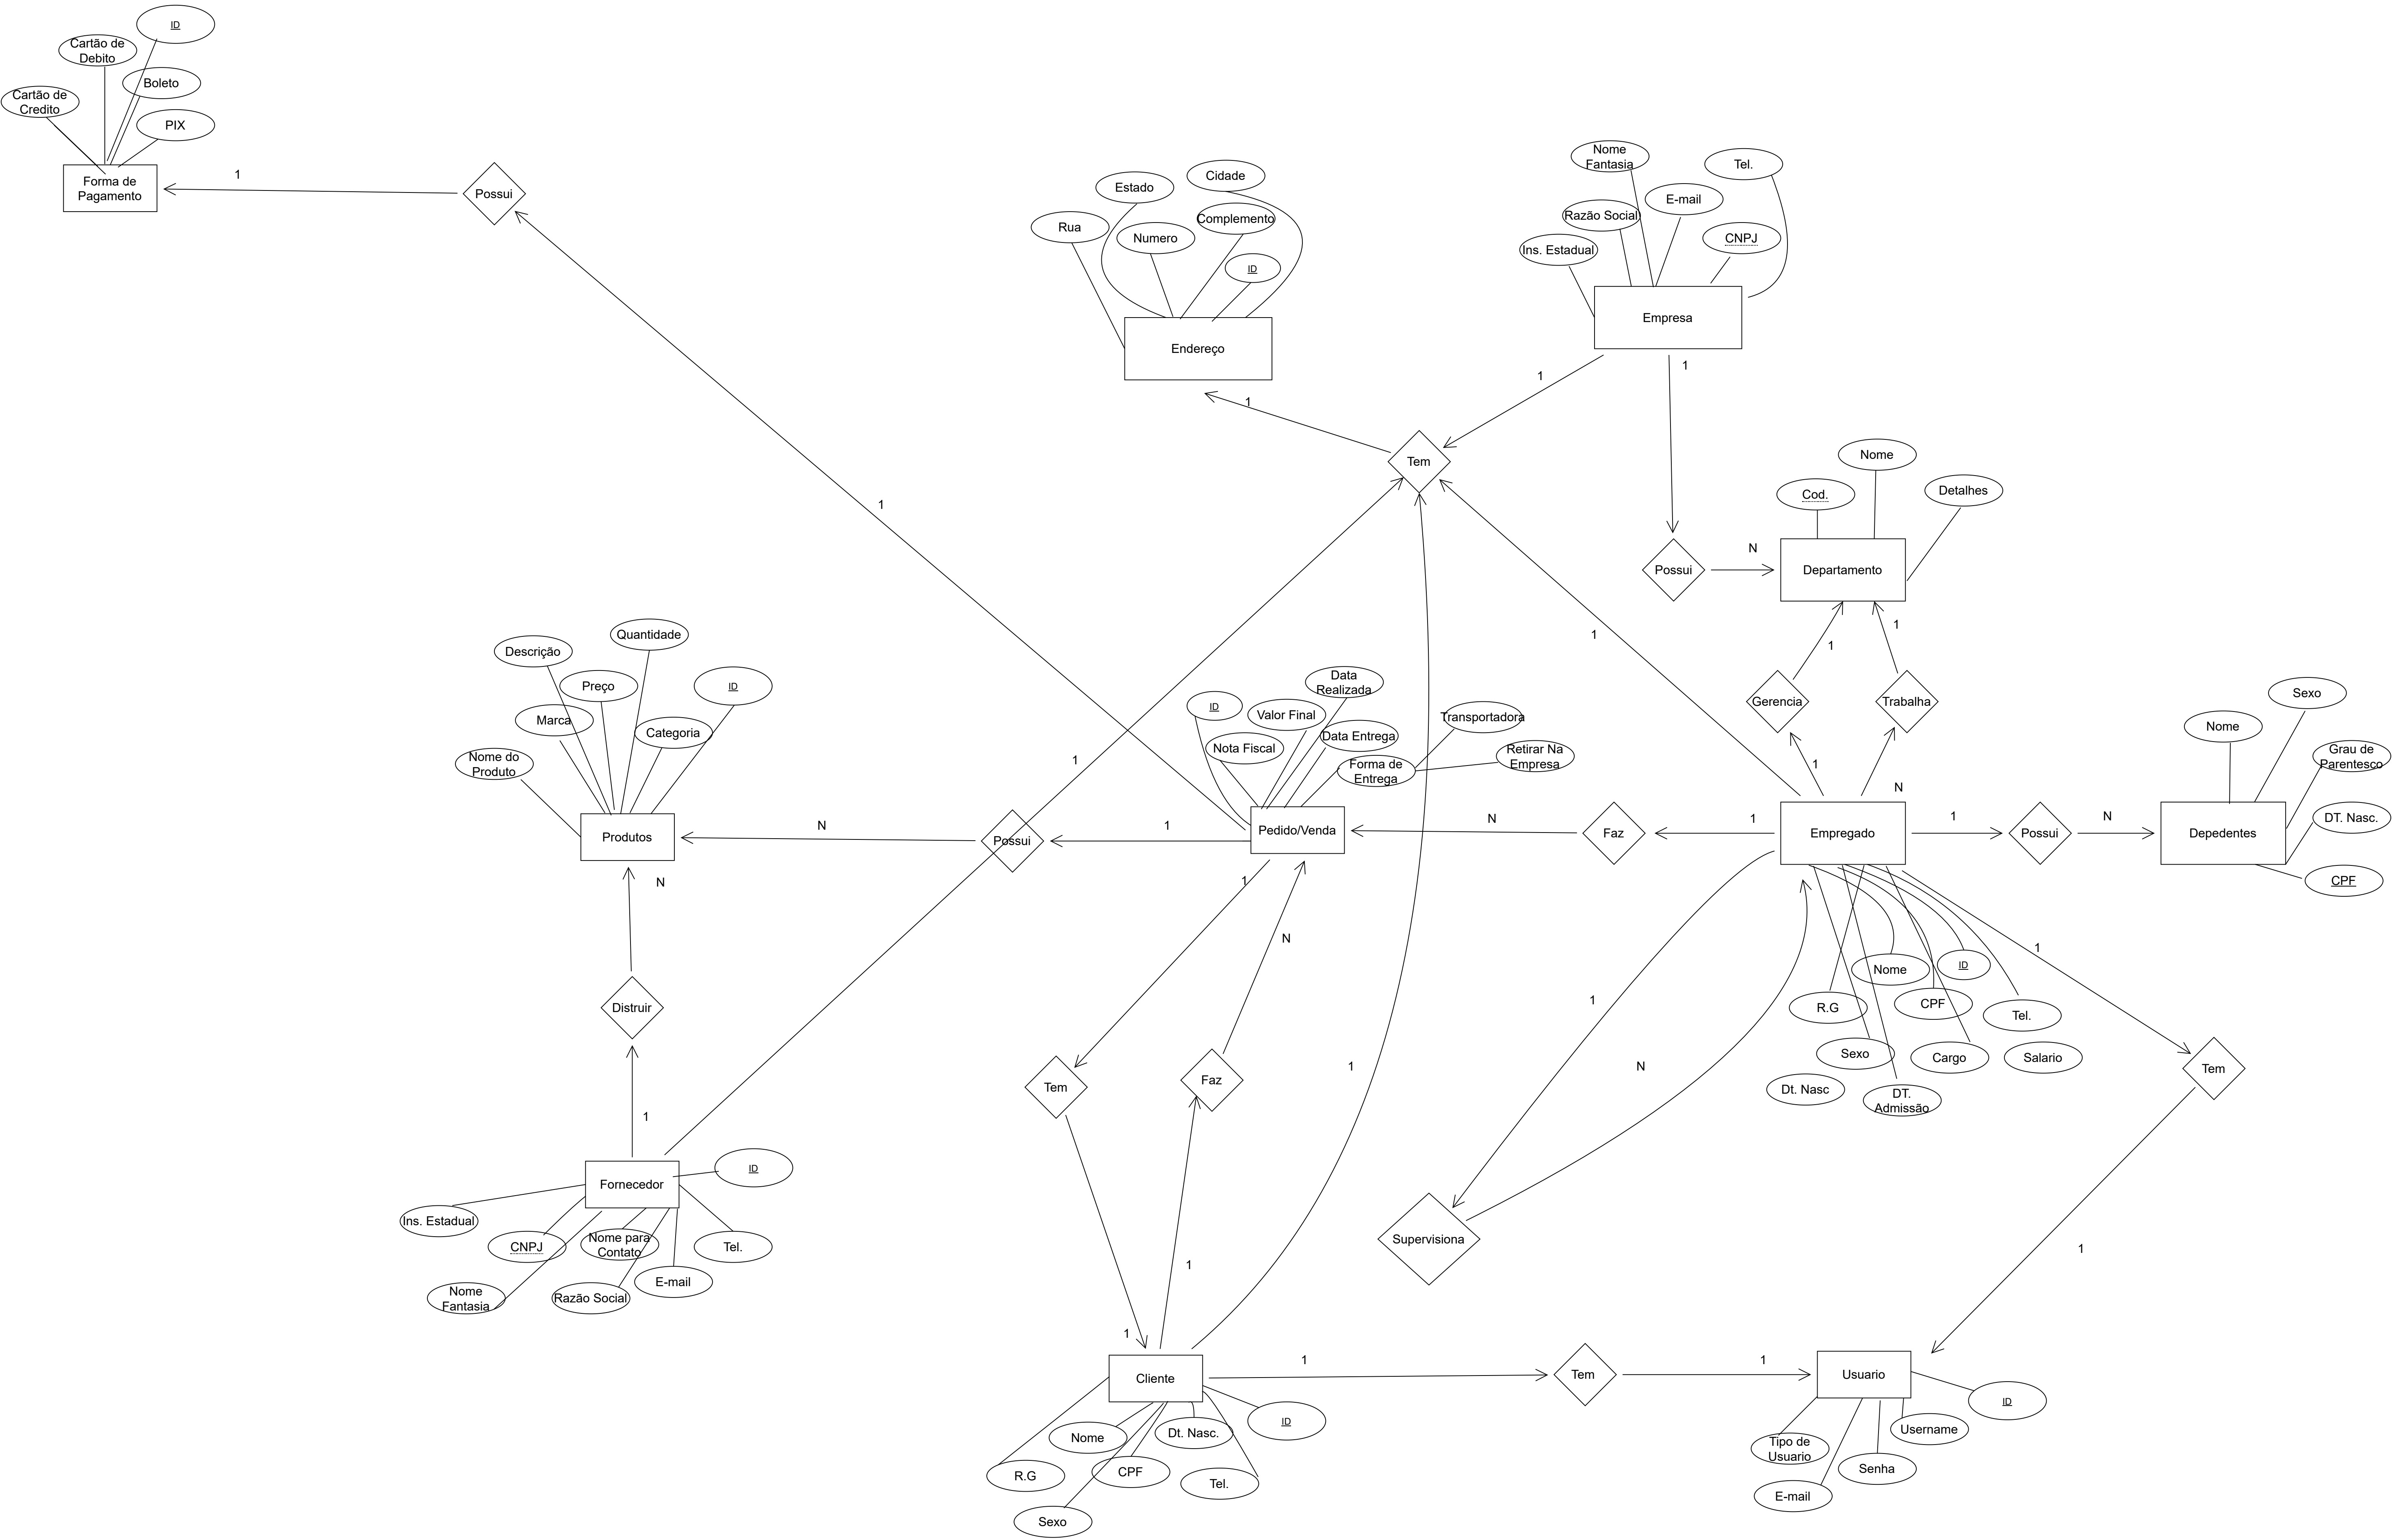 ID
Cartão de
Debito
Boleto
Cartão de
Credito
PIX
Forma de
Pagamento
1
Possui
1
Estado
Cidade
Rua
Numero
Complemento
ID
Endereço
1
Nome
Fantasia
Tel.
E-mail
Razão Social
CNPJ
Ins. Estadual
Empresa
1
1
Tem
Possui
N
Nome
Cod.
Detalhes
Departamento
1
1
1
Gerencia
Trabalha
1
N
Descrição
Quantidade
Preço
ID
Marca
Categoria
Nome do
Produto
Produtos
N
Possui
1
1
N
Data
Realizada
ID
Valor Final
Transportadora
Nota Fiscal
Data Entrega
Retirar Na
Empresa
Forma de
Entrega
Pedido/Venda
N
Faz
1
Empregado
1
Possui
N
Sexo
Nome
Grau de
Parentesco
DT. Nasc.
Depedentes
CPF
1
N
Distruir
1
Nome
ID
R.G
CPF
Tel.
Sexo
Cargo
Salario
Dt. Nasc
DT.
Admissão
1
Tem
1
Tem
Faz
1
1
N
Supervisiona
1
1
Fornecedor
ID
Ins. Estadual
CNPJ
Nome para
Contato
Tel.
E-mail
Nome
Fantasia
Razão Social
Cliente
1
Tem
1
Usuario
ID
Nome
Dt. Nasc.
ID
R.G
CPF
Tel.
Sexo
Username
Tipo de
Usuario
Senha
E-mail